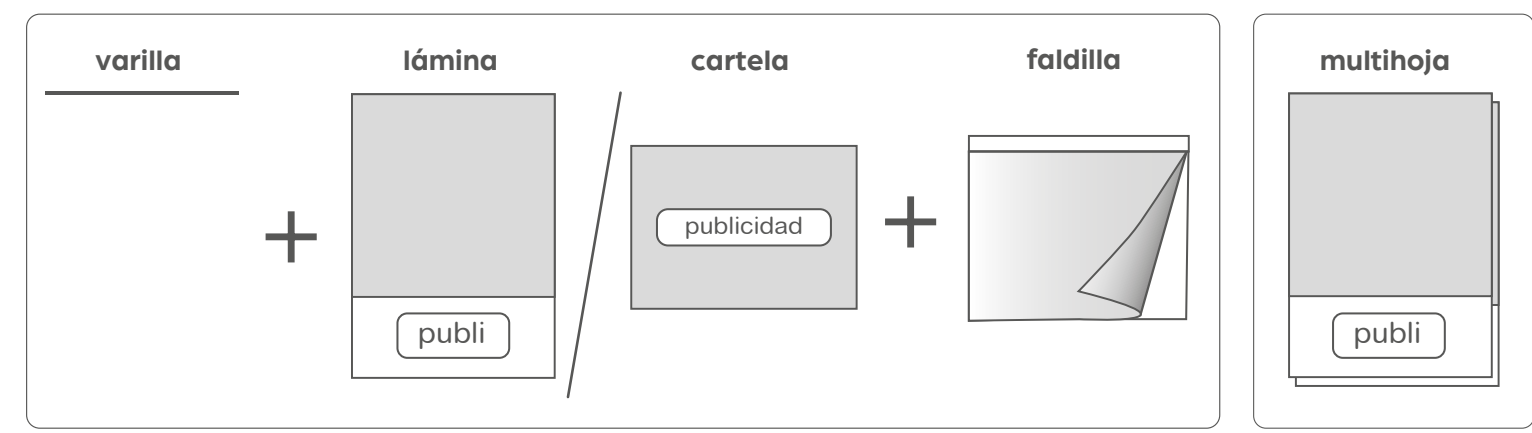 varilla
lámina
cartela
faldilla
multihoja
publi
publicidad
publi